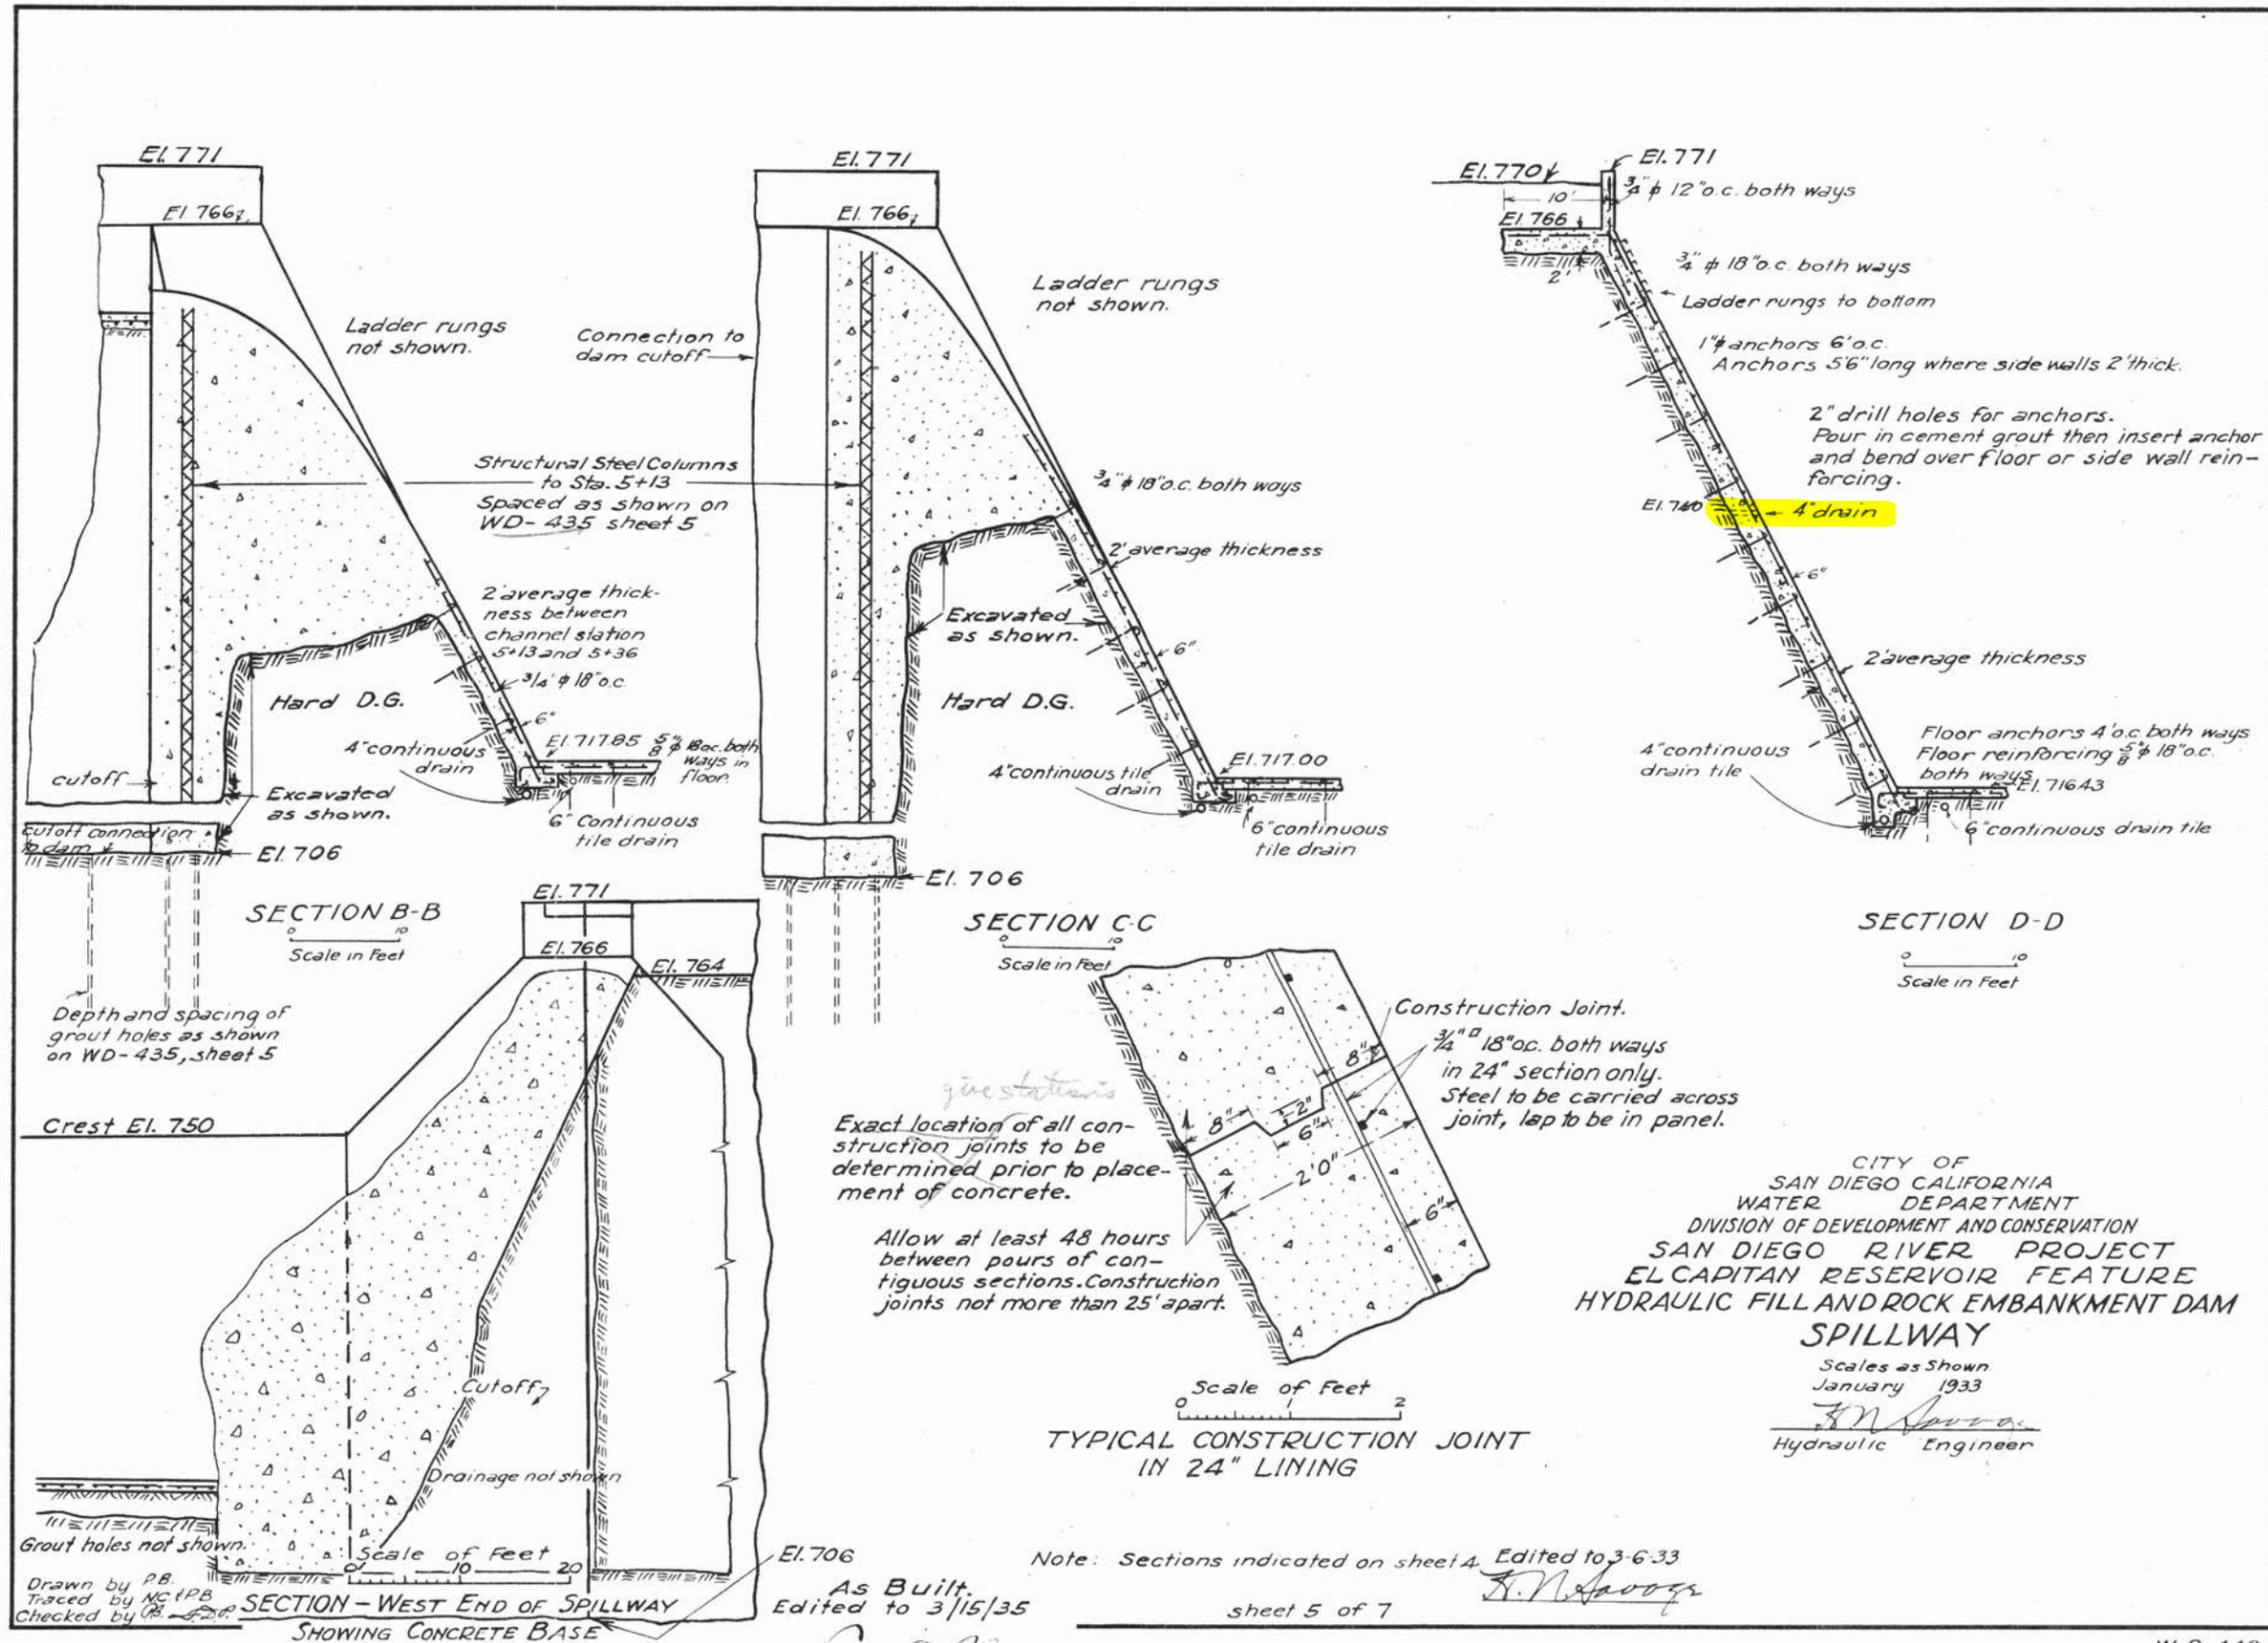 El. 771
El. 766
Ladder rungs
not shown.
2' average thick-
ness between
channel station
5+13 and 5+36
3/4" φ 18" o.c.
6"
Hard D.G.
El. 717.85
5/8" φ 18" o.c. both
ways in
floor.
4" continuous
drain
cutoff
Excavated
as shown.
6" Continuous
tile drain
cutoff connection
to dam
El. 706
SECTION B-B
0 10
Scale in Feet
Depth and spacing of
grout holes as shown
on WD-435, sheet 5
Structural Steel Columns
to Sta. 5+13
Spaced as shown on
WD-435 sheet 5
El. 771
El. 766
Ladder rungs
not shown.
Connection to
dam cutoff
3/4" φ 18" o.c. both ways
2' average thickness
Excavated
as shown.
6"
Hard D.G.
El. 717.00
4" continuous tile
drain
6" continuous
tile drain
El. 706
SECTION C-C
0 10
Scale in Feet
El. 770
El. 771
3/4" φ 12" o.c. both ways
10'
El. 766
2'
3/4" φ 18" o.c. both ways
Ladder rungs to bottom
1" φ anchors 6' o.c.
Anchors 5'6" long where side walls 2' thick.
2" drill holes for anchors.
Pour in cement grout then insert anchor
and bend over floor or side wall rein-
forcing.
El. 740
4" drain
6"
2' average thickness
Floor anchors 4' o.c. both ways
Floor reinforcing 5/8" φ 18" o.c.
both ways
El. 716.43
4" continuous
drain tile
6" continuous drain tile
SECTION D-D
0 10
Scale in Feet
El. 771
El. 766
El. 764
Crest El. 750
Cutoff
Drainage not shown
Grout holes not shown.
Scale of Feet
0 10 20
El. 706
SECTION - WEST END OF SPILLWAY
SHOWING CONCRETE BASE
Drawn by P.B.
Traced by NC & PB
Checked by
give stations
Exact location of all con-
struction joints to be
determined prior to place-
ment of concrete.
Allow at least 48 hours
between pours of con-
tiguous sections. Construction
joints not more than 25' apart.
Construction Joint.
3/4" □ 18" o.c. both ways
in 24" section only.
Steel to be carried across
joint, lap to be in panel.
8"
8"
2"
6"
2'0"
6"
Scale of Feet
0 1 2
TYPICAL CONSTRUCTION JOINT
IN 24" LINING
CITY OF
SAN DIEGO CALIFORNIA
WATER DEPARTMENT
DIVISION OF DEVELOPMENT AND CONSERVATION
SAN DIEGO RIVER PROJECT
EL CAPITAN RESERVOIR FEATURE
HYDRAULIC FILL AND ROCK EMBANKMENT DAM
SPILLWAY
Scales as Shown
January 1933
H N Savage
Hydraulic Engineer
Note: Sections indicated on sheet 4
Edited to 3-6-33
H. N. Savage
As Built.
Edited to 3/15/35
sheet 5 of 7